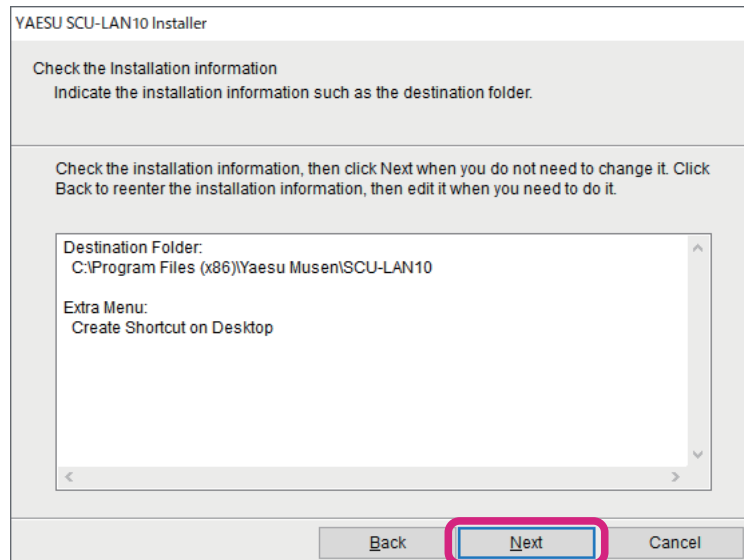 YAESU SCU-LAN10 Installer
Check the Installation information
Indicate the installation information such as the destination folder.
Check the installation information, then click Next when you do not need to change it. Click
Back to reenter the installation information, then edit it when you need to do it.
Destination Folder:
C:\Program Files (x86)\Yaesu Musen\SCU-LAN10
Extra Menu:
Create Shortcut on Desktop
Back Next Cancel